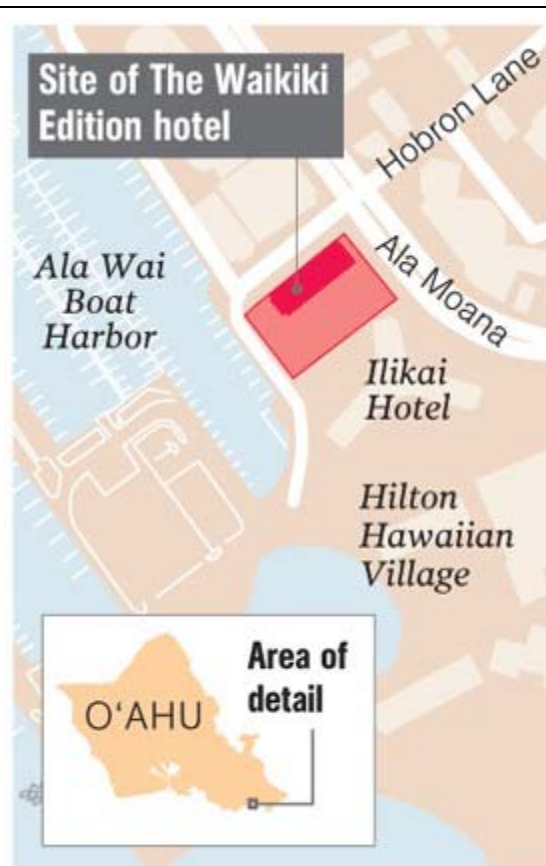 Site of The Waikiki
Edition hotel
Hobron Lane
Ala Moana
Ala Wai
Boat
Harbor
Ilikai
Hotel
Hilton
Hawaiian
Village
Area of
detail
OʻAHU